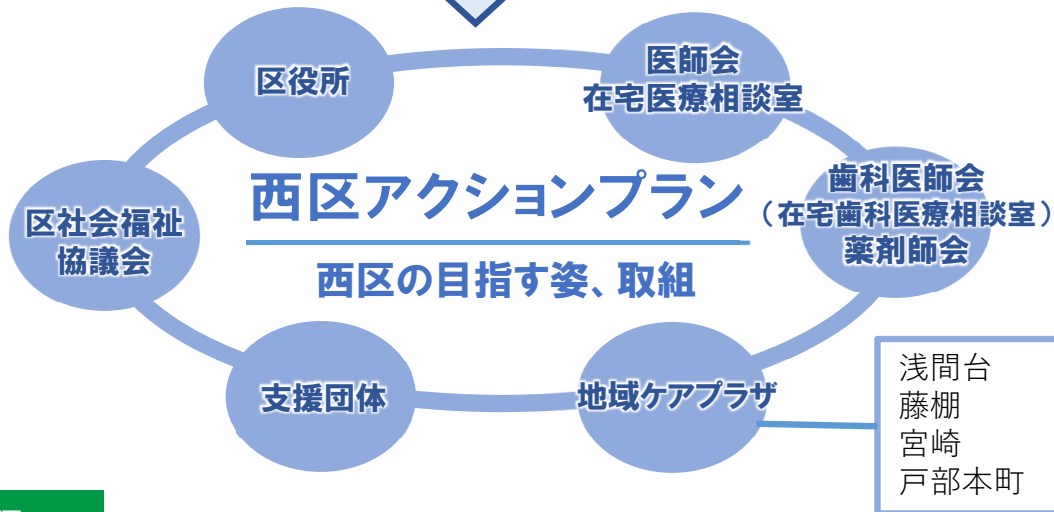 区役所
医師会
在宅医療相談室
西区アクションプラン
歯科医師会
（在宅歯科医療相談室）
薬剤師会
区社会福祉
協議会
西区の目指す姿、取組
支援団体
地域ケアプラザ
浅間台
藤棚
宮崎
戸部本町